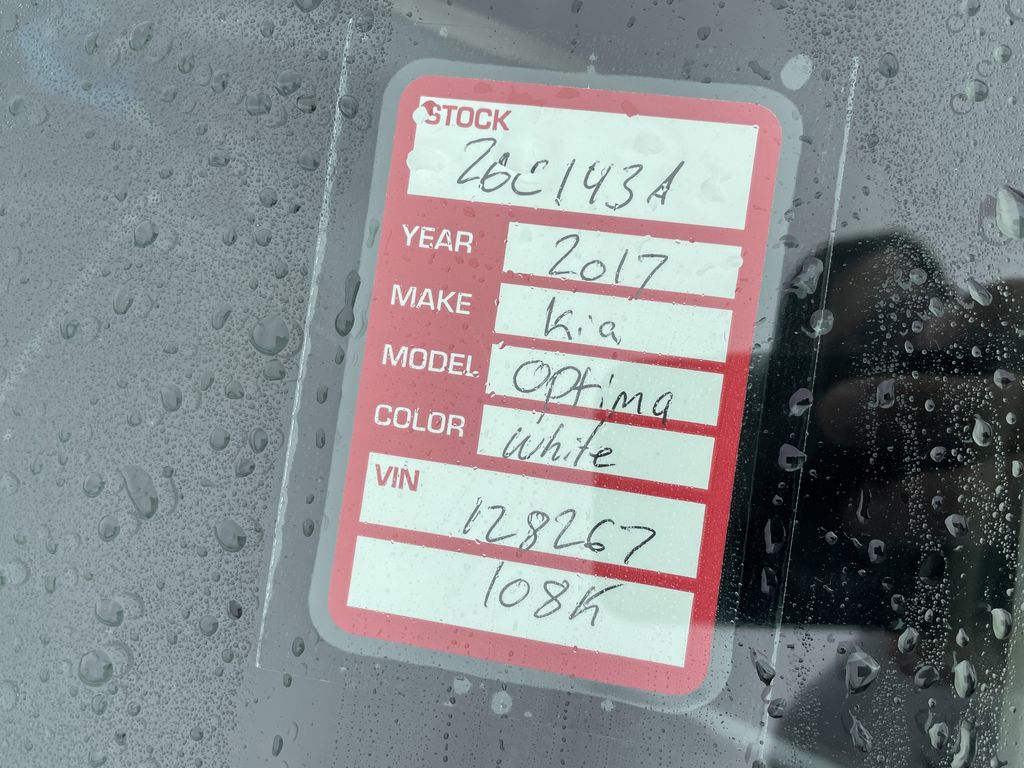 STOCK
26C143A
YEAR 2017
MAKE Kia
MODEL Optima
COLOR White
VIN
128267
108K